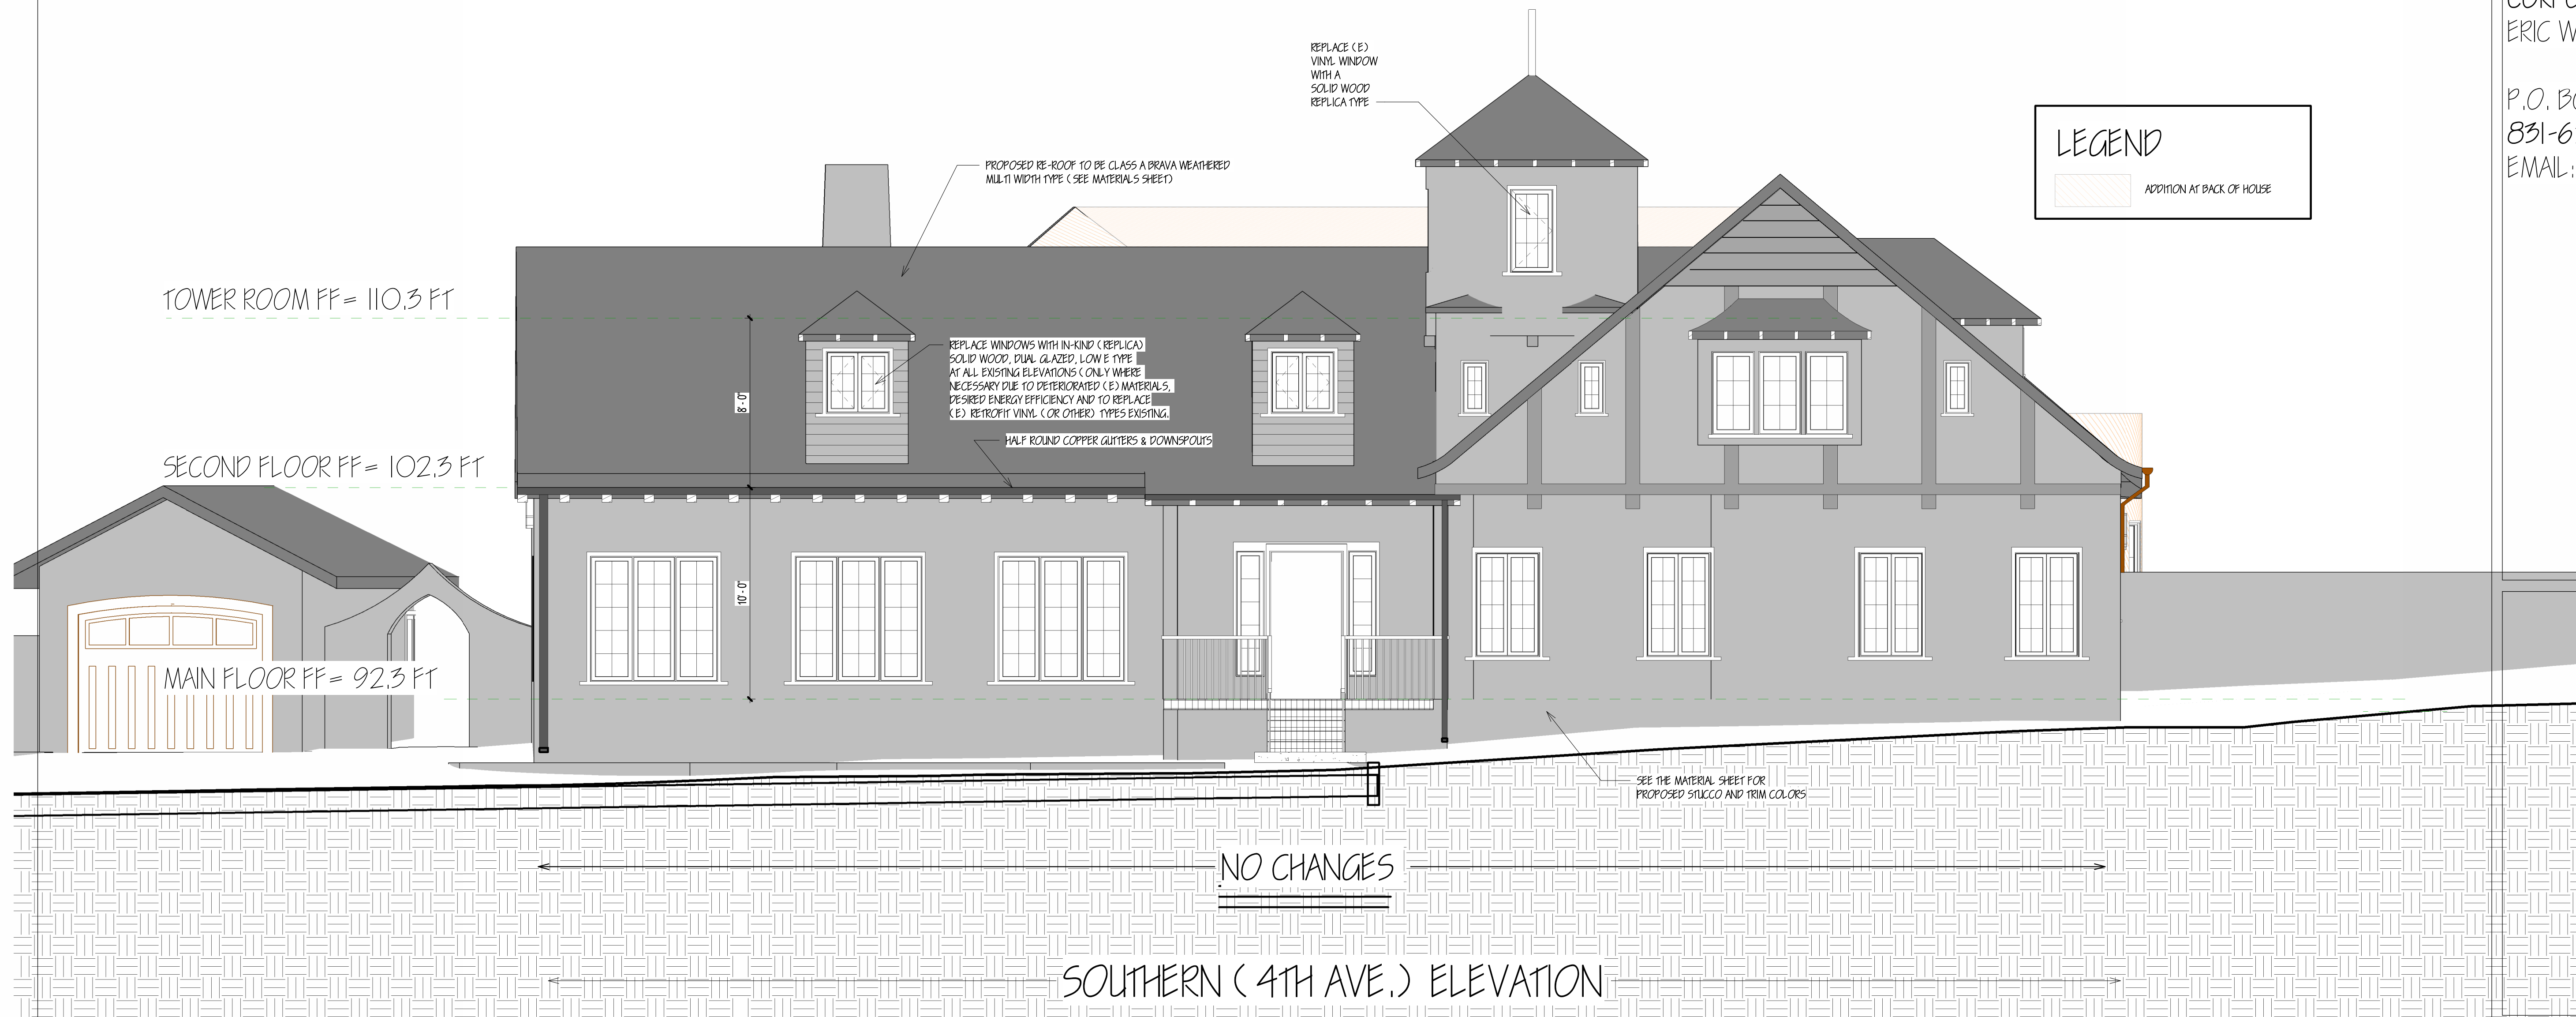 CORPO
ERIC W
P.O. BO
831-6
EMAIL:
REPLACE (E)
VINYL WINDOW
WITH A
SOLID WOOD
REPLICA TYPE
LEGEND
ADDITION AT BACK OF HOUSE
PROPOSED RE-ROOF TO BE CLASS A BRAVA WEATHERED
MULTI WIDTH TYPE (SEE MATERIALS SHEET)
TOWER ROOM FF= 110.3 FT
REPLACE WINDOWS WITH IN-KIND (REPLICA)
SOLID WOOD, DUAL GLAZED, LOW E TYPE
AT ALL EXISTING ELEVATIONS (ONLY WHERE
NECESSARY DUE TO DETERIORATED (E) MATERIALS,
DESIRED ENERGY EFFICIENCY AND TO REPLACE
(E) RETROFIT VINYL (OR OTHER) TYPES EXISTING.
8'-0"
HALF ROUND COPPER GUTTERS & DOWNSPOUTS
SECOND FLOOR FF= 102.3 FT
10'-0"
MAIN FLOOR FF= 92.3 FT
SEE THE MATERIAL SHEET FOR
PROPOSED STUCCO AND TRIM COLORS
NO CHANGES
SOUTHERN (4TH AVE.) ELEVATION